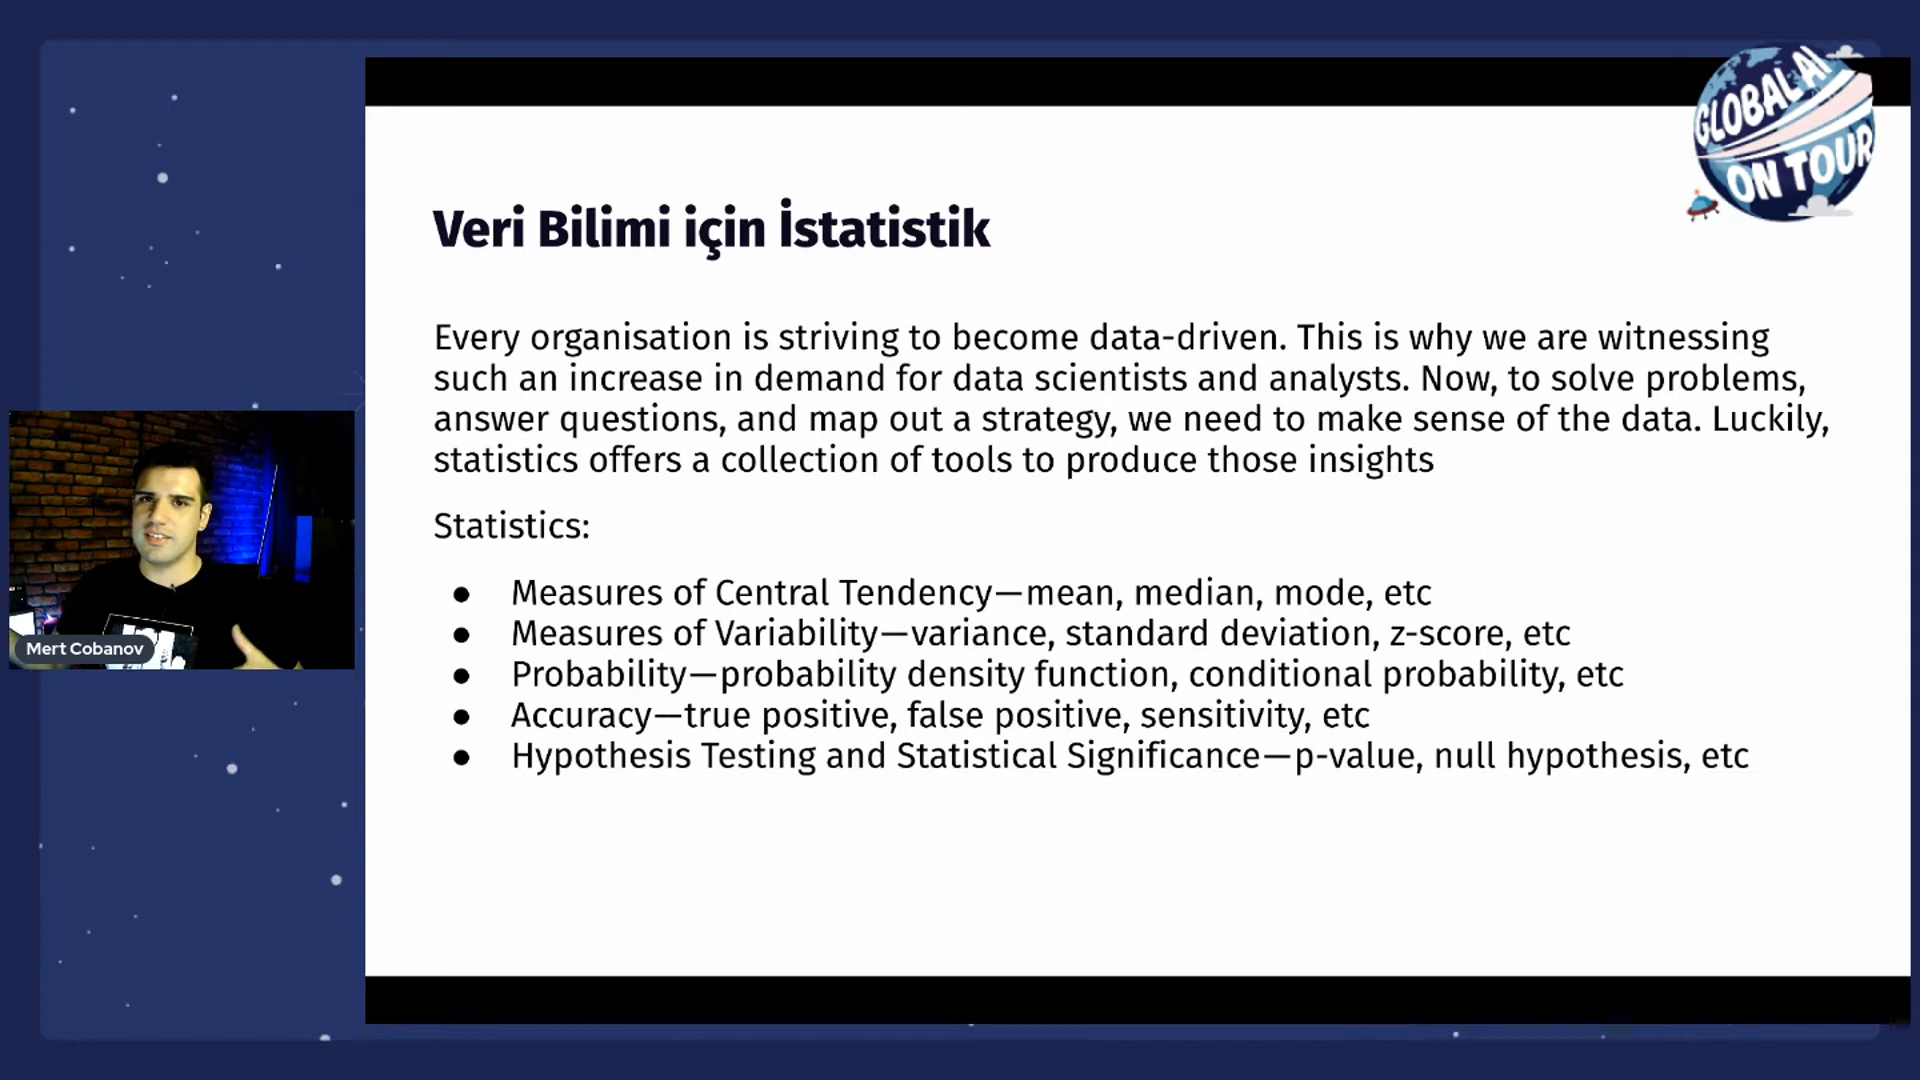 GLOBAL AI
ON TOUR
Veri Bilimi için İstatistik
Every organisation is striving to become data-driven. This is why we are witnessing
such an increase in demand for data scientists and analysts. Now, to solve problems,
answer questions, and map out a strategy, we need to make sense of the data. Luckily,
statistics offers a collection of tools to produce those insights
Statistics:
● Measures of Central Tendency—mean, median, mode, etc
● Measures of Variability—variance, standard deviation, z-score, etc
● Probability—probability density function, conditional probability, etc
● Accuracy—true positive, false positive, sensitivity, etc
● Hypothesis Testing and Statistical Significance—p-value, null hypothesis, etc
Mert Cobanov